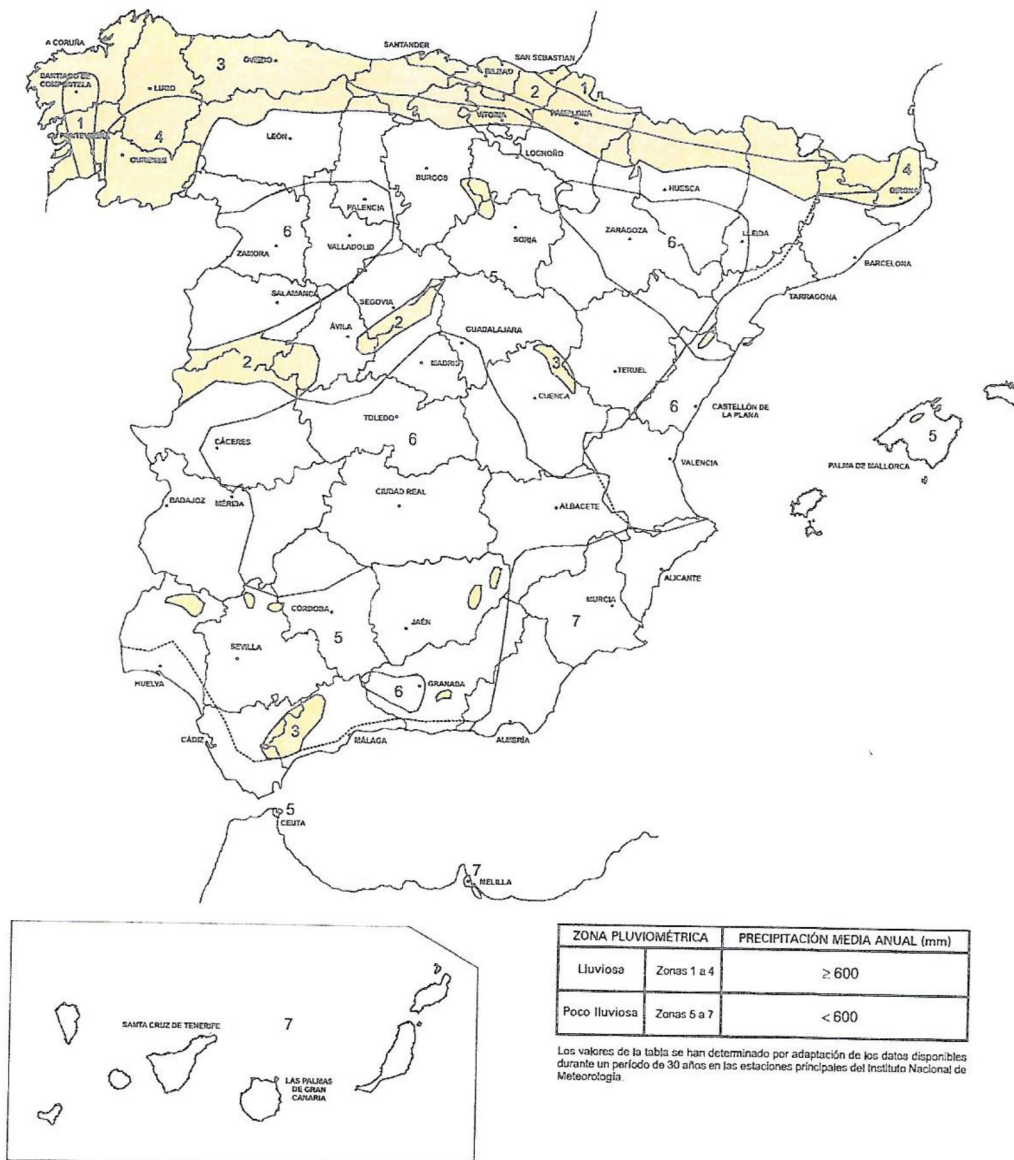 A CORUÑA
SANTANDER
SAN SEBASTIAN
3
OVIEDO
BILBAO
SANTIAGO DE
COMPOSTELA
LUGO
2
1
1
VITORIA
PAMPLONA
PONTEVEDRA
4
LEÓN
OURENSE
LOGROÑO
4
BURGOS
HUESCA
GIRONA
PALENCIA
6
VALLADOLID
SORIA
ZARAGOZA
6
LLEIDA
ZAMORA
BARCELONA
5
SALAMANCA
TARRAGONA
SEGOVIA
2
ÁVILA
GUADALAJARA
2
MADRID
3
TERUEL
CUENCA
6
CASTELLÓN DE
LA PLANA
TOLEDO
6
5
CÁCERES
VALENCIA
PALMA DE MALLORCA
CIUDAD REAL
BADAJOZ
MÉRIDA
ALBACETE
ALICANTE
CÓRDOBA
MURCIA
JAÉN
7
5
SEVILLA
HUELVA
GRANADA
6
3
CÁDIZ
MÁLAGA
ALMERÍA
5
CEUTA
7
MELILLA
SANTA CRUZ DE TENERIFE
7
LAS PALMAS
DE GRAN
CANARIA
ZONA PLUVIOMÉTRICA PRECIPITACIÓN MEDIA ANUAL (mm)
Lluviosa Zonas 1 a 4 ≥ 600
Poco lluviosa Zonas 5 a 7 < 600
Los valores de la tabla se han determinado por adaptación de los datos disponibles
durante un período de 30 años en las estaciones principales del Instituto Nacional de
Meteorología.